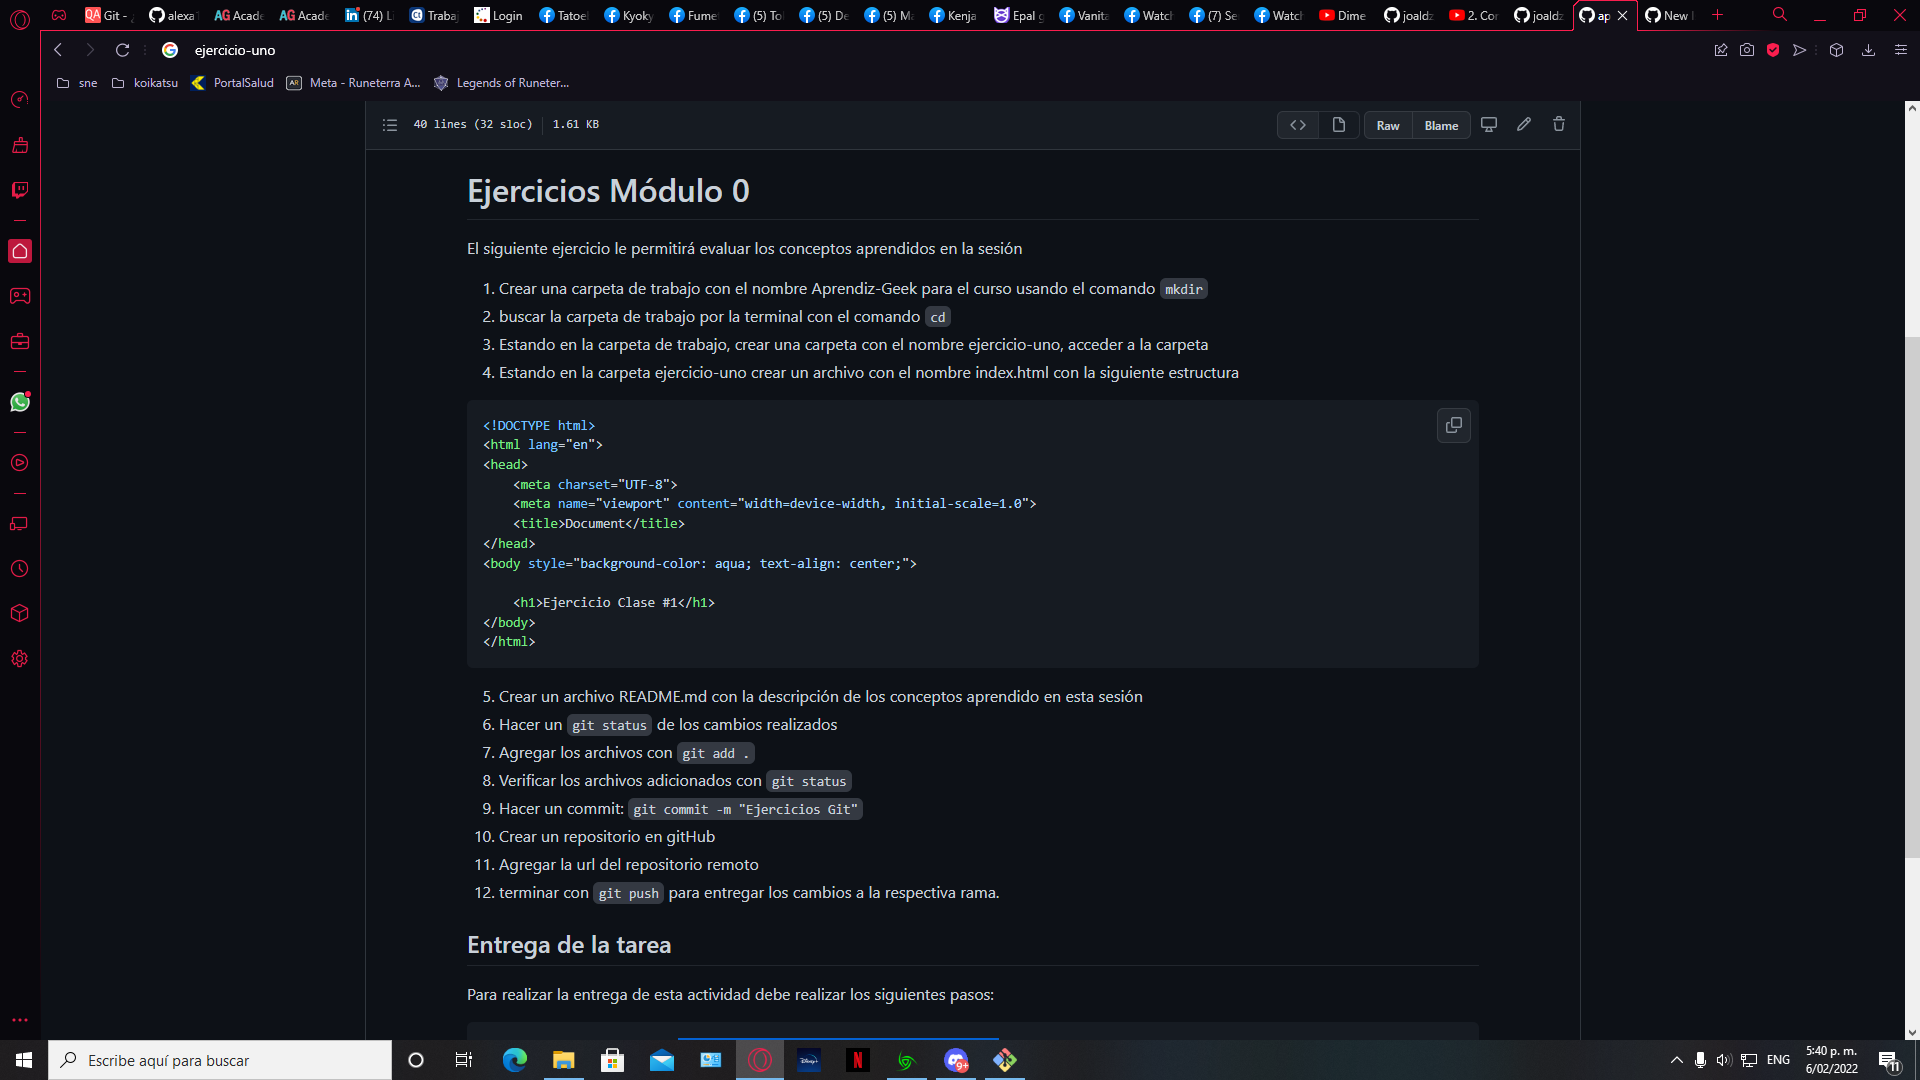 Git -
alexa
AG Acade
AG Acade
(74) Li
Trabaj
Login
Tatoel
Kyoky
Fume
(5) To
(5) De
(5) Ma
Kenja
Epal g
Vanita
Watch
(7) Se
Watch
Dime
joaldz
2. Cor
joaldz
ap
New
ejercicio-uno
sne
koikatsu
PortalSalud
Meta - Runeterra A...
Legends of Runeter...
40 lines (32 sloc)
1.61 KB
Raw
Blame
Ejercicios Módulo 0
El siguiente ejercicio le permitirá evaluar los conceptos aprendidos en la sesión
1. Crear una carpeta de trabajo con el nombre Aprendiz-Geek para el curso usando el comando mkdir
2. buscar la carpeta de trabajo por la terminal con el comando cd
3. Estando en la carpeta de trabajo, crear una carpeta con el nombre ejercicio-uno, acceder a la carpeta
4. Estando en la carpeta ejercicio-uno crear un archivo con el nombre index.html con la siguiente estructura
<!DOCTYPE html>
<html lang="en">
<head>
<meta charset="UTF-8">
<meta name="viewport" content="width=device-width, initial-scale=1.0">
<title>Document</title>
</head>
<body style="background-color: aqua; text-align: center;">
<h1>Ejercicio Clase #1</h1>
</body>
</html>
5. Crear un archivo README.md con la descripción de los conceptos aprendido en esta sesión
6. Hacer un git status de los cambios realizados
7. Agregar los archivos con git add .
8. Verificar los archivos adicionados con git status
9. Hacer un commit: git commit -m "Ejercicios Git"
10. Crear un repositorio en gitHub
11. Agregar la url del repositorio remoto
12. terminar con git push para entregar los cambios a la respectiva rama.
Entrega de la tarea
Para realizar la entrega de esta actividad debe realizar los siguientes pasos:
Escribe aquí para buscar
ENG
5:40 p. m.
6/02/2022
11